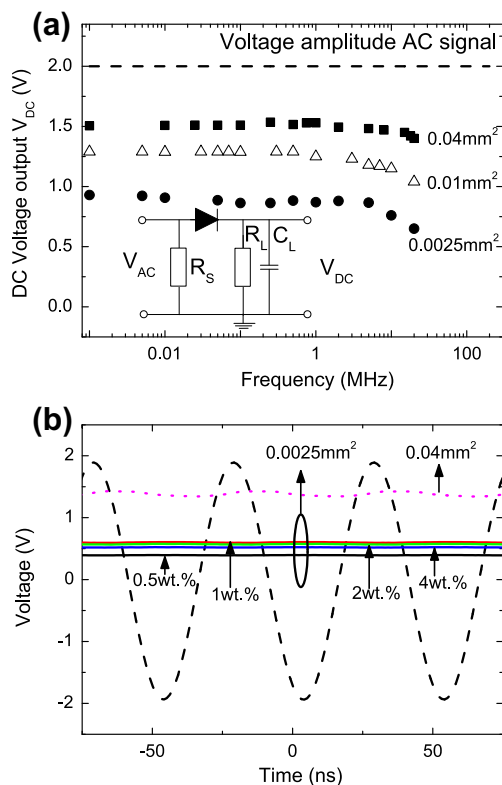 (a)
Voltage amplitude AC signal
DC Voltage output V_DC (V)
2.0
1.5
1.0
0.5
0.0
0.04mm²
0.01mm²
0.0025mm²
V_AC
R_S
R_L
C_L
V_DC
0.01
1
100
Frequency (MHz)
(b)
Voltage (V)
2
1
0
-1
-2
0.0025mm²
0.04mm²
0.5wt.%
1wt.%
2wt.%
4wt.%
-50
0
50
Time (ns)